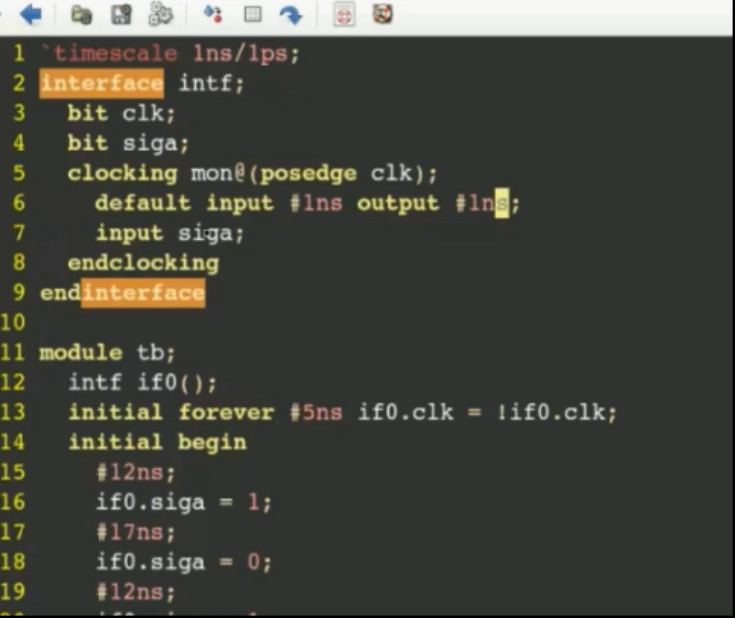 1 `timescale 1ns/1ps;
2 interface intf;
3 bit clk;
4 bit siga;
5 clocking mon@(posedge clk);
6 default input #1ns output #1ns;
7 input siga;
8 endclocking
9 endinterface
10
11 module tb;
12 intf if0();
13 initial forever #5ns if0.clk = !if0.clk;
14 initial begin
15 #12ns;
16 if0.siga = 1;
17 #17ns;
18 if0.siga = 0;
19 #12ns;